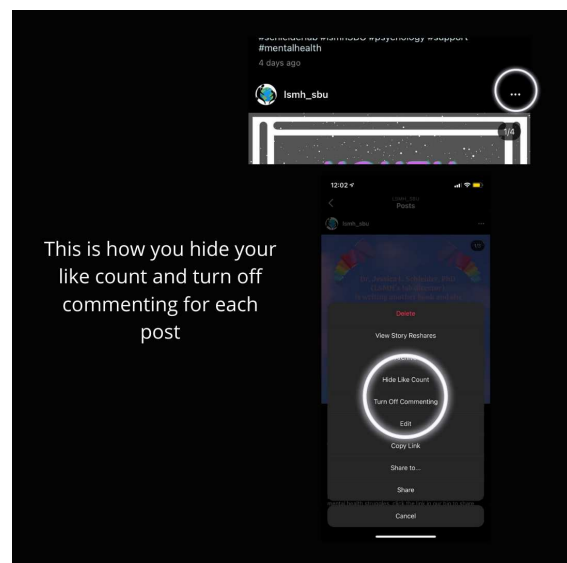 #mentalhealth
4 days ago
lsmh_sbu
...
1/4
12:02
LSMH_SBU
Posts
lsmh_sbu
This is how you hide your
like count and turn off
commenting for each
post
Delete
View Story Reshares
Hide Like Count
Turn Off Commenting
Edit
Copy Link
Share to...
Share
Cancel